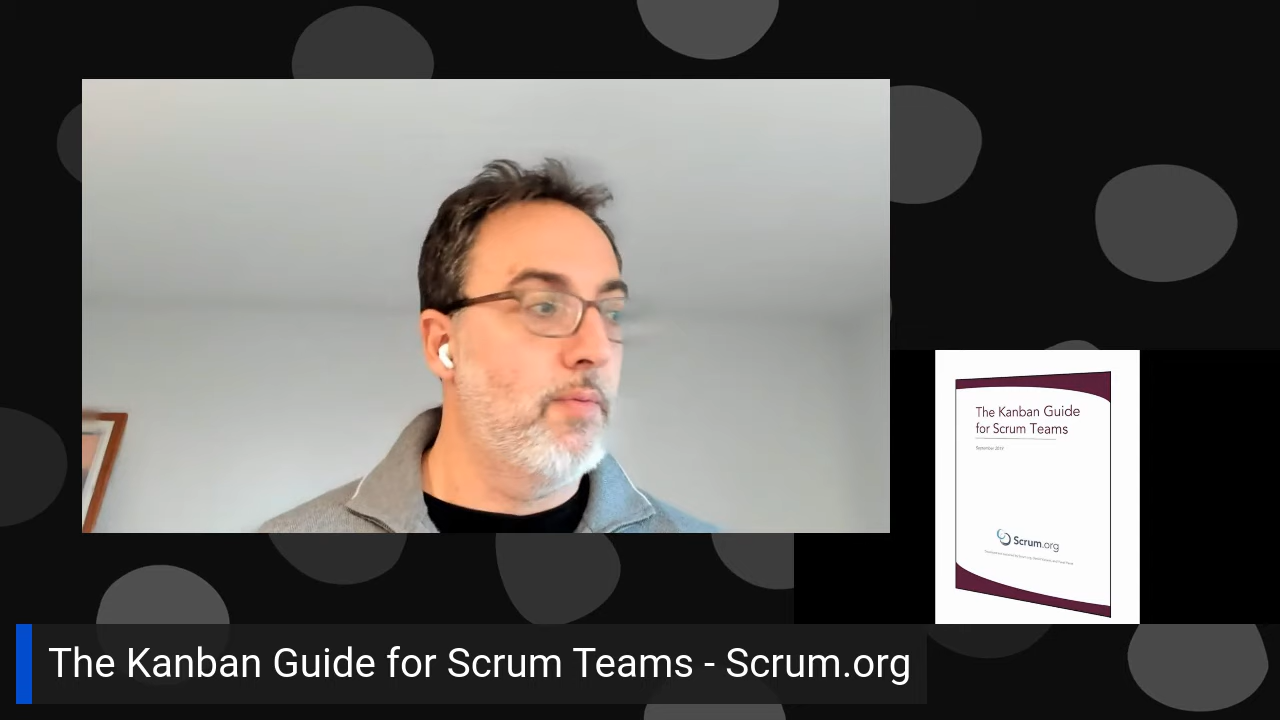 The Kanban Guide
for Scrum Teams
Scrum.org
The Kanban Guide for Scrum Teams - Scrum.org